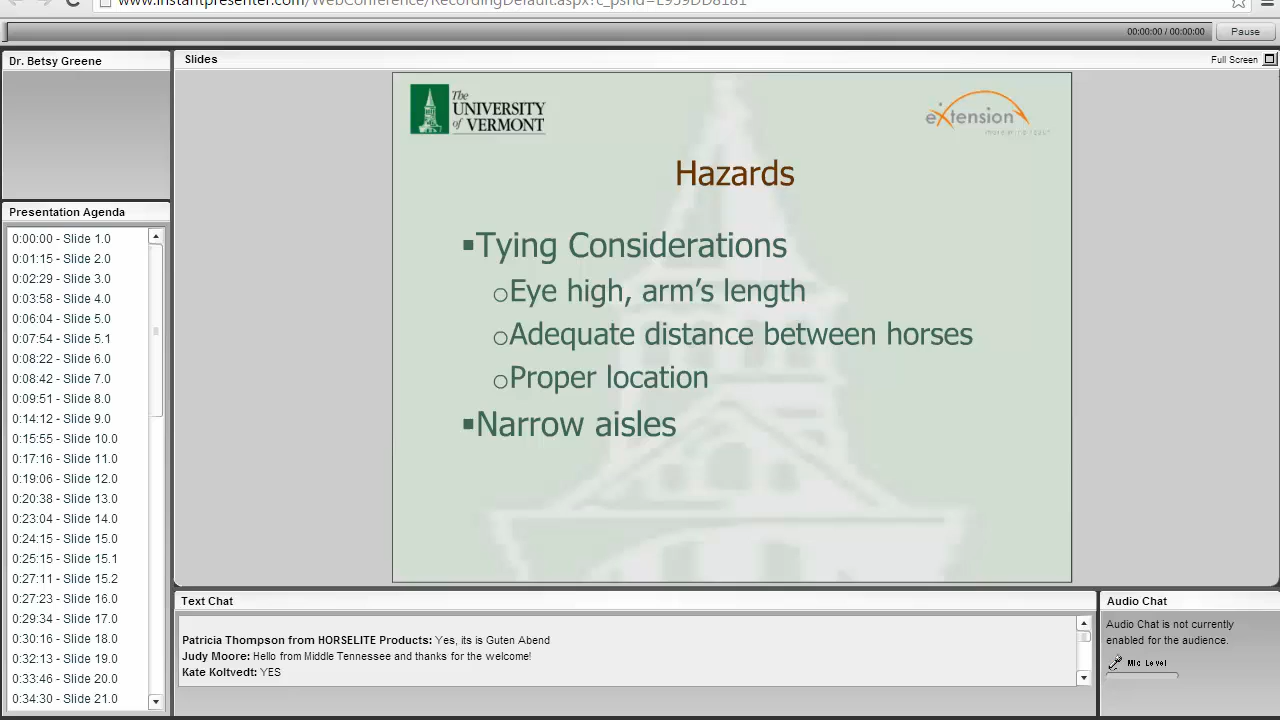 www.instantpresenter.com/WebConference/RecordingDefault.aspx?c_psrid=E959DD8181
00:00:00 / 00:00:00
Pause
Dr. Betsy Greene
Slides
Full Screen
The
UNIVERSITY
of VERMONT
eXtension
Hazards
▪Tying Considerations
oEye high, arm's length
oAdequate distance between horses
oProper location
▪Narrow aisles
Presentation Agenda
0:00:00 - Slide 1.0
0:01:15 - Slide 2.0
0:02:29 - Slide 3.0
0:03:58 - Slide 4.0
0:06:04 - Slide 5.0
0:07:54 - Slide 5.1
0:08:22 - Slide 6.0
0:08:42 - Slide 7.0
0:09:51 - Slide 8.0
0:14:12 - Slide 9.0
0:15:55 - Slide 10.0
0:17:16 - Slide 11.0
0:19:06 - Slide 12.0
0:20:38 - Slide 13.0
0:23:04 - Slide 14.0
0:24:15 - Slide 15.0
0:25:15 - Slide 15.1
0:27:11 - Slide 15.2
0:27:23 - Slide 16.0
0:29:34 - Slide 17.0
0:30:16 - Slide 18.0
0:32:13 - Slide 19.0
0:33:46 - Slide 20.0
0:34:30 - Slide 21.0
Text Chat
Patricia Thompson from HORSELITE Products: Yes, its is Guten Abend
Judy Moore: Hello from Middle Tennessee and thanks for the welcome!
Kate Koltvedt: YES
Audio Chat
Audio Chat is not currently
enabled for the audience.
Mic Level